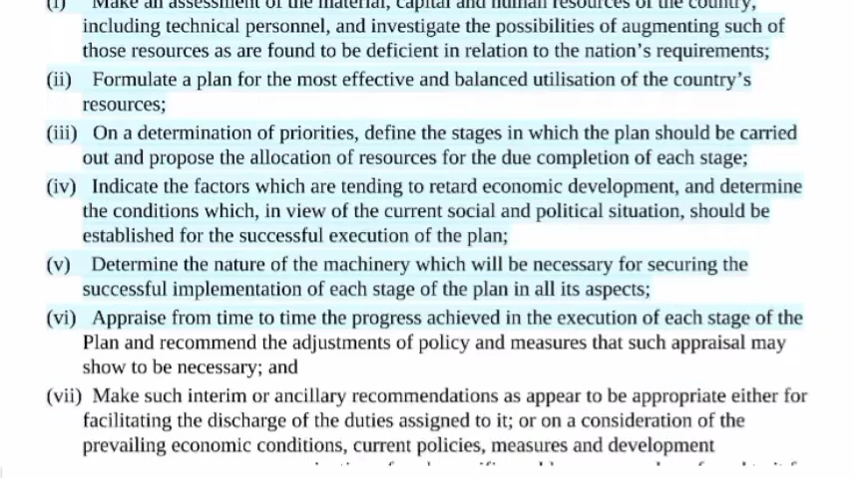 (i) Make an assessment of the material, capital and human resources of the country,
including technical personnel, and investigate the possibilities of augmenting such of
those resources as are found to be deficient in relation to the nation’s requirements;
(ii) Formulate a plan for the most effective and balanced utilisation of the country’s
resources;
(iii) On a determination of priorities, define the stages in which the plan should be carried
out and propose the allocation of resources for the due completion of each stage;
(iv) Indicate the factors which are tending to retard economic development, and determine
the conditions which, in view of the current social and political situation, should be
established for the successful execution of the plan;
(v) Determine the nature of the machinery which will be necessary for securing the
successful implementation of each stage of the plan in all its aspects;
(vi) Appraise from time to time the progress achieved in the execution of each stage of the
Plan and recommend the adjustments of policy and measures that such appraisal may
show to be necessary; and
(vii) Make such interim or ancillary recommendations as appear to be appropriate either for
facilitating the discharge of the duties assigned to it; or on a consideration of the
prevailing economic conditions, current policies, measures and development